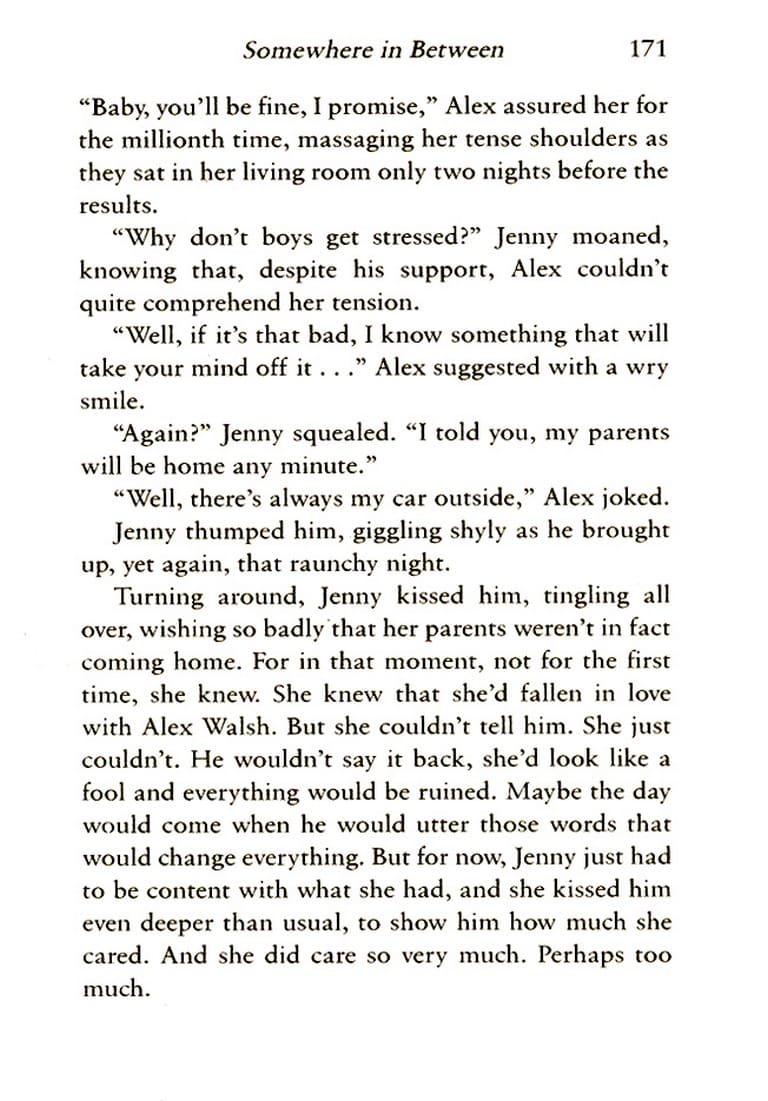 Somewhere in Between 171
“Baby, you’ll be fine, I promise,” Alex assured her for
the millionth time, massaging her tense shoulders as
they sat in her living room only two nights before the
results.
“Why don’t boys get stressed?” Jenny moaned,
knowing that, despite his support, Alex couldn’t
quite comprehend her tension.
“Well, if it’s that bad, I know something that will
take your mind off it . . .” Alex suggested with a wry
smile.
“Again?” Jenny squealed. “I told you, my parents
will be home any minute.”
“Well, there’s always my car outside,” Alex joked.
Jenny thumped him, giggling shyly as he brought
up, yet again, that raunchy night.
Turning around, Jenny kissed him, tingling all
over, wishing so badly that her parents weren’t in fact
coming home. For in that moment, not for the first
time, she knew. She knew that she’d fallen in love
with Alex Walsh. But she couldn’t tell him. She just
couldn’t. He wouldn’t say it back, she’d look like a
fool and everything would be ruined. Maybe the day
would come when he would utter those words that
would change everything. But for now, Jenny just had
to be content with what she had, and she kissed him
even deeper than usual, to show him how much she
cared. And she did care so very much. Perhaps too
much.